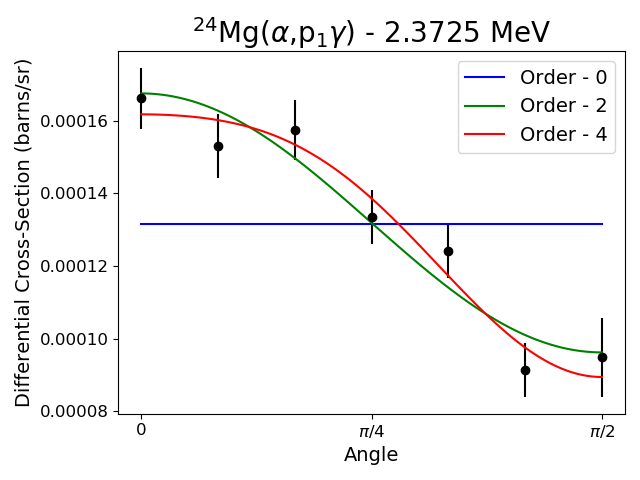 ²⁴Mg(α,p₁γ) - 2.3725 MeV
Differential Cross-Section (barns/sr)
0.00016
0.00014
0.00012
0.00010
0.00008
Order - 0
Order - 2
Order - 4
0
π/4
π/2
Angle